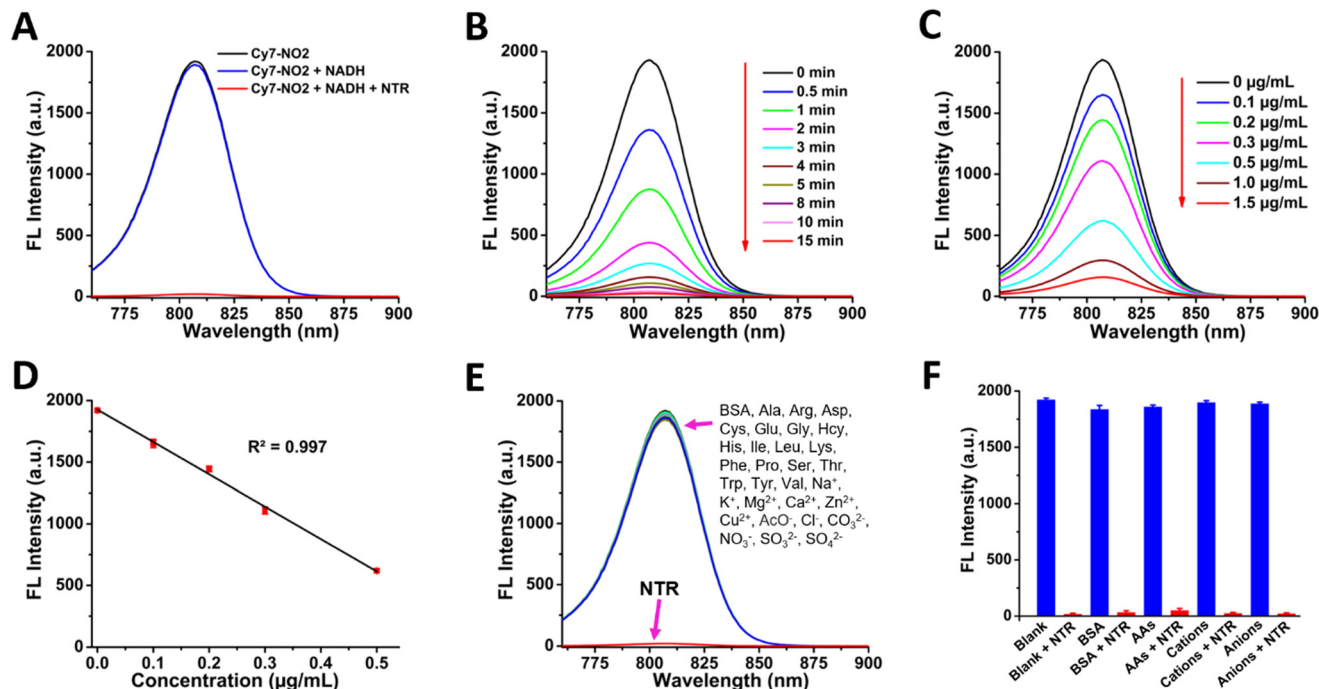 A
FL Intensity (a.u.)
2000
1500
1000
500
0
775
800
825
850
875
900
Wavelength (nm)
Cy7-NO2
Cy7-NO2 + NADH
Cy7-NO2 + NADH + NTR
B
FL Intensity (a.u.)
2000
1500
1000
500
0
775
800
825
850
875
900
Wavelength (nm)
0 min
0.5 min
1 min
2 min
3 min
4 min
5 min
8 min
10 min
15 min
C
FL Intensity (a.u.)
2000
1500
1000
500
0
775
800
825
850
875
900
Wavelength (nm)
0 µg/mL
0.1 µg/mL
0.2 µg/mL
0.3 µg/mL
0.5 µg/mL
1.0 µg/mL
1.5 µg/mL
D
FL Intensity (a.u.)
2000
1500
1000
500
0
0.0
0.1
0.2
0.3
0.4
0.5
Concentration (µg/mL)
R² = 0.997
E
FL Intensity (a.u.)
2000
1500
1000
500
0
775
800
825
850
875
900
Wavelength (nm)
BSA, Ala, Arg, Asp,
Cys, Glu, Gly, Hcy,
His, Ile, Leu, Lys,
Phe, Pro, Ser, Thr,
Trp, Tyr, Val, Na⁺,
K⁺, Mg²⁺, Ca²⁺, Zn²⁺,
Cu²⁺, AcO⁻, Cl⁻, CO₃²⁻,
NO₃⁻, SO₃²⁻, SO₄²⁻
NTR
F
FL Intensity (a.u.)
2000
1500
1000
500
0
Blank
Blank + NTR
BSA
BSA + NTR
AAs
AAs + NTR
Cations
Cations + NTR
Anions
Anions + NTR